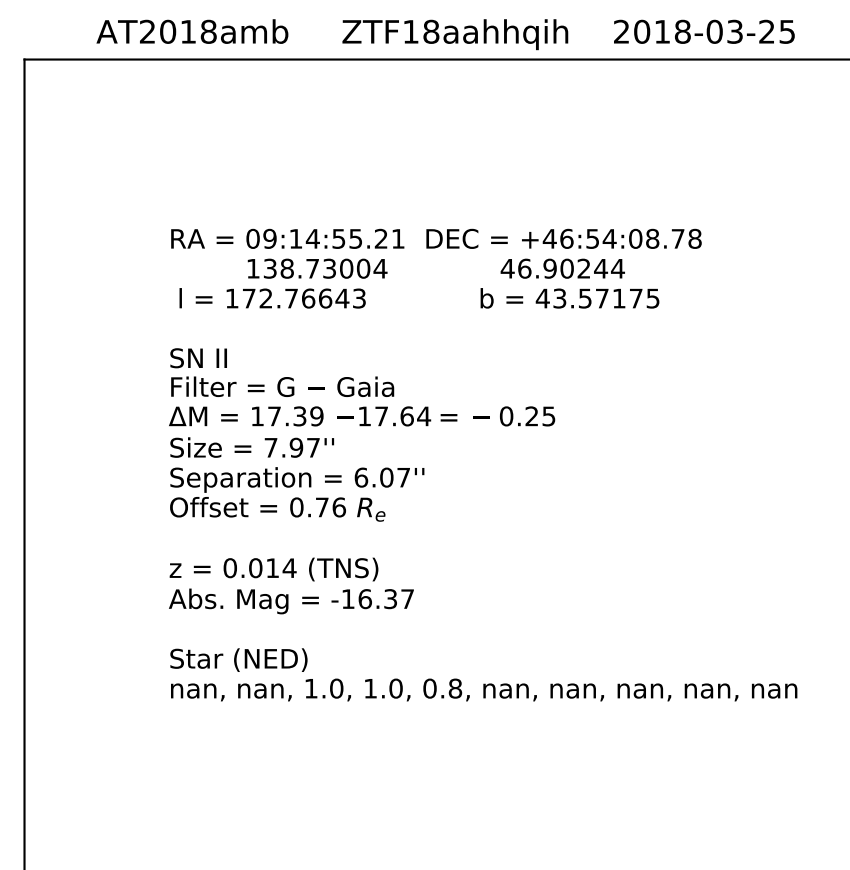 AT2018amb ZTF18aahhqih 2018-03-25
RA = 09:14:55.21 DEC = +46:54:08.78
138.73004 46.90244
l = 172.76643 b = 43.57175
SN II
Filter = G − Gaia
ΔM = 17.39 −17.64 = − 0.25
Size = 7.97''
Separation = 6.07''
Offset = 0.76 Re
z = 0.014 (TNS)
Abs. Mag = -16.37
Star (NED)
nan, nan, 1.0, 1.0, 0.8, nan, nan, nan, nan, nan